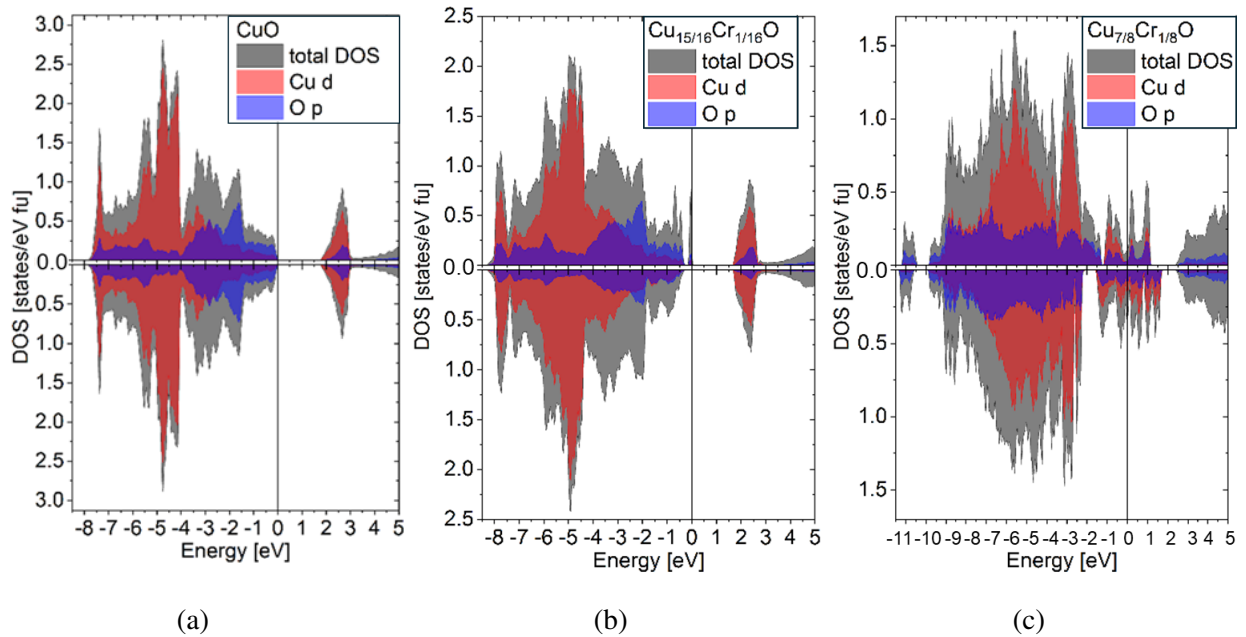 CuO
total DOS
Cu d
O p
DOS [states/eV fu]
3.0
2.5
2.0
1.5
1.0
0.5
0.0
0.5
1.0
1.5
2.0
2.5
3.0
-8 -7 -6 -5 -4 -3 -2 -1 0 1 2 3 4 5
Energy [eV]
(a)
Cu15/16Cr1/16O
total DOS
Cu d
O p
DOS [states/eV fu]
2.5
2.0
1.5
1.0
0.5
0.0
0.5
1.0
1.5
2.0
2.5
-8 -7 -6 -5 -4 -3 -2 -1 0 1 2 3 4 5
Energy [eV]
(b)
Cu7/8Cr1/8O
total DOS
Cu d
O p
DOS [states/eV fu]
1.5
1.0
0.5
0.0
0.5
1.0
1.5
-11 -10 -9 -8 -7 -6 -5 -4 -3 -2 -1 0 1 2 3 4 5
Energy [eV]
(c)